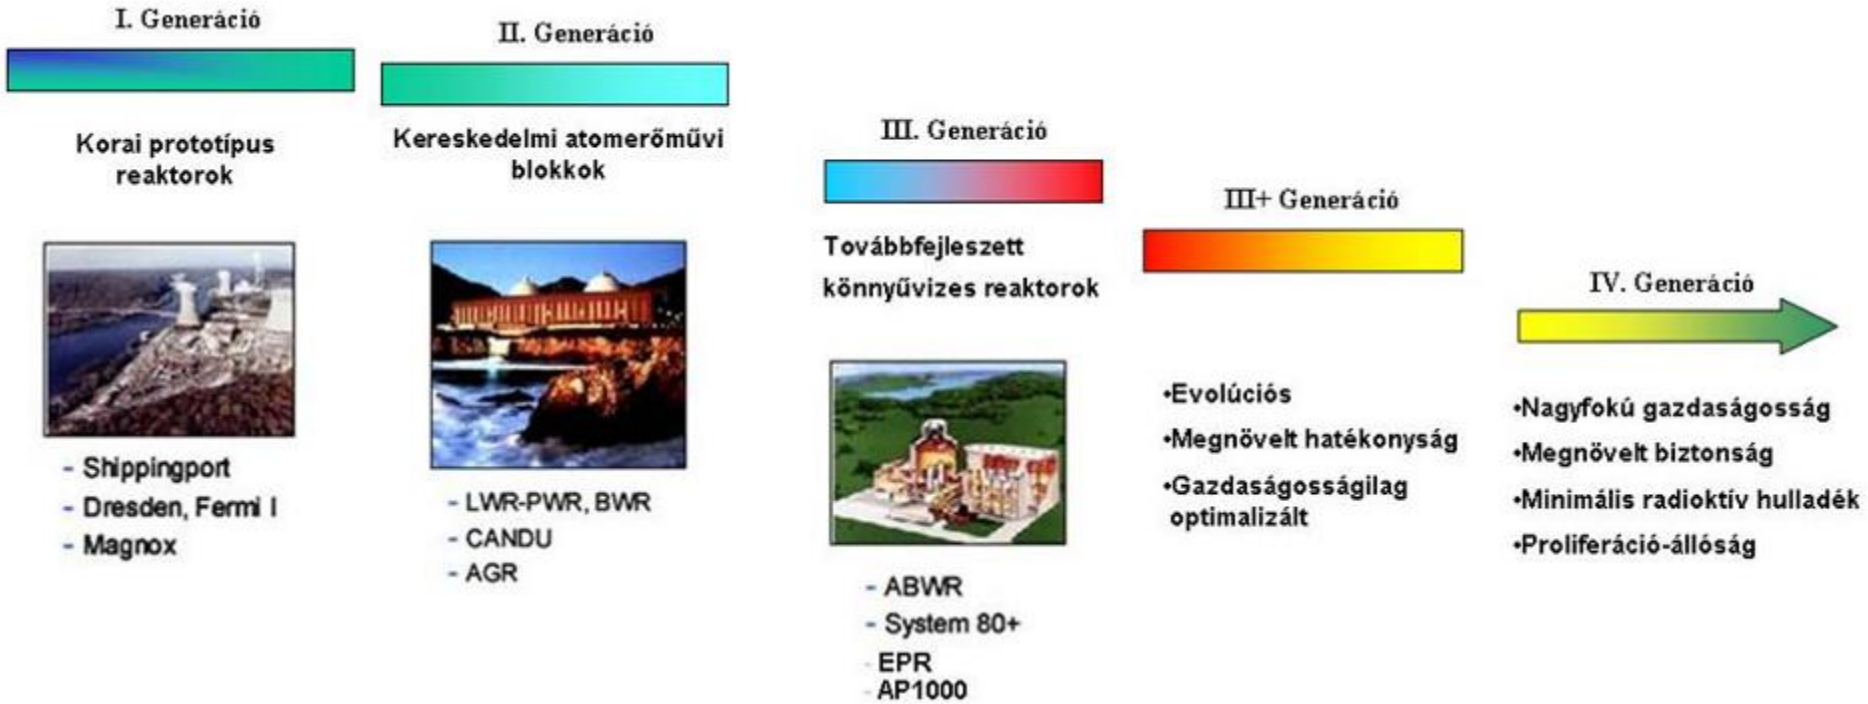 I. Generáció
Korai prototípus
reaktorok
- Shippingport
- Dresden, Fermi I
- Magnox
II. Generáció
Kereskedelmi atomerőművi
blokkok
- LWR-PWR, BWR
- CANDU
- AGR
III. Generáció
Továbbfejleszett
könnyűvizes reaktorok
- ABWR
- System 80+
- EPR
- AP1000
III+ Generáció
•Evolúciós
•Megnövelt hatékonyság
•Gazdaságosságilag
optimalizált
IV. Generáció
•Nagyfokú gazdaságosság
•Megnövelt biztonság
•Minimális radioktív hulladék
•Proliferáció-állóság